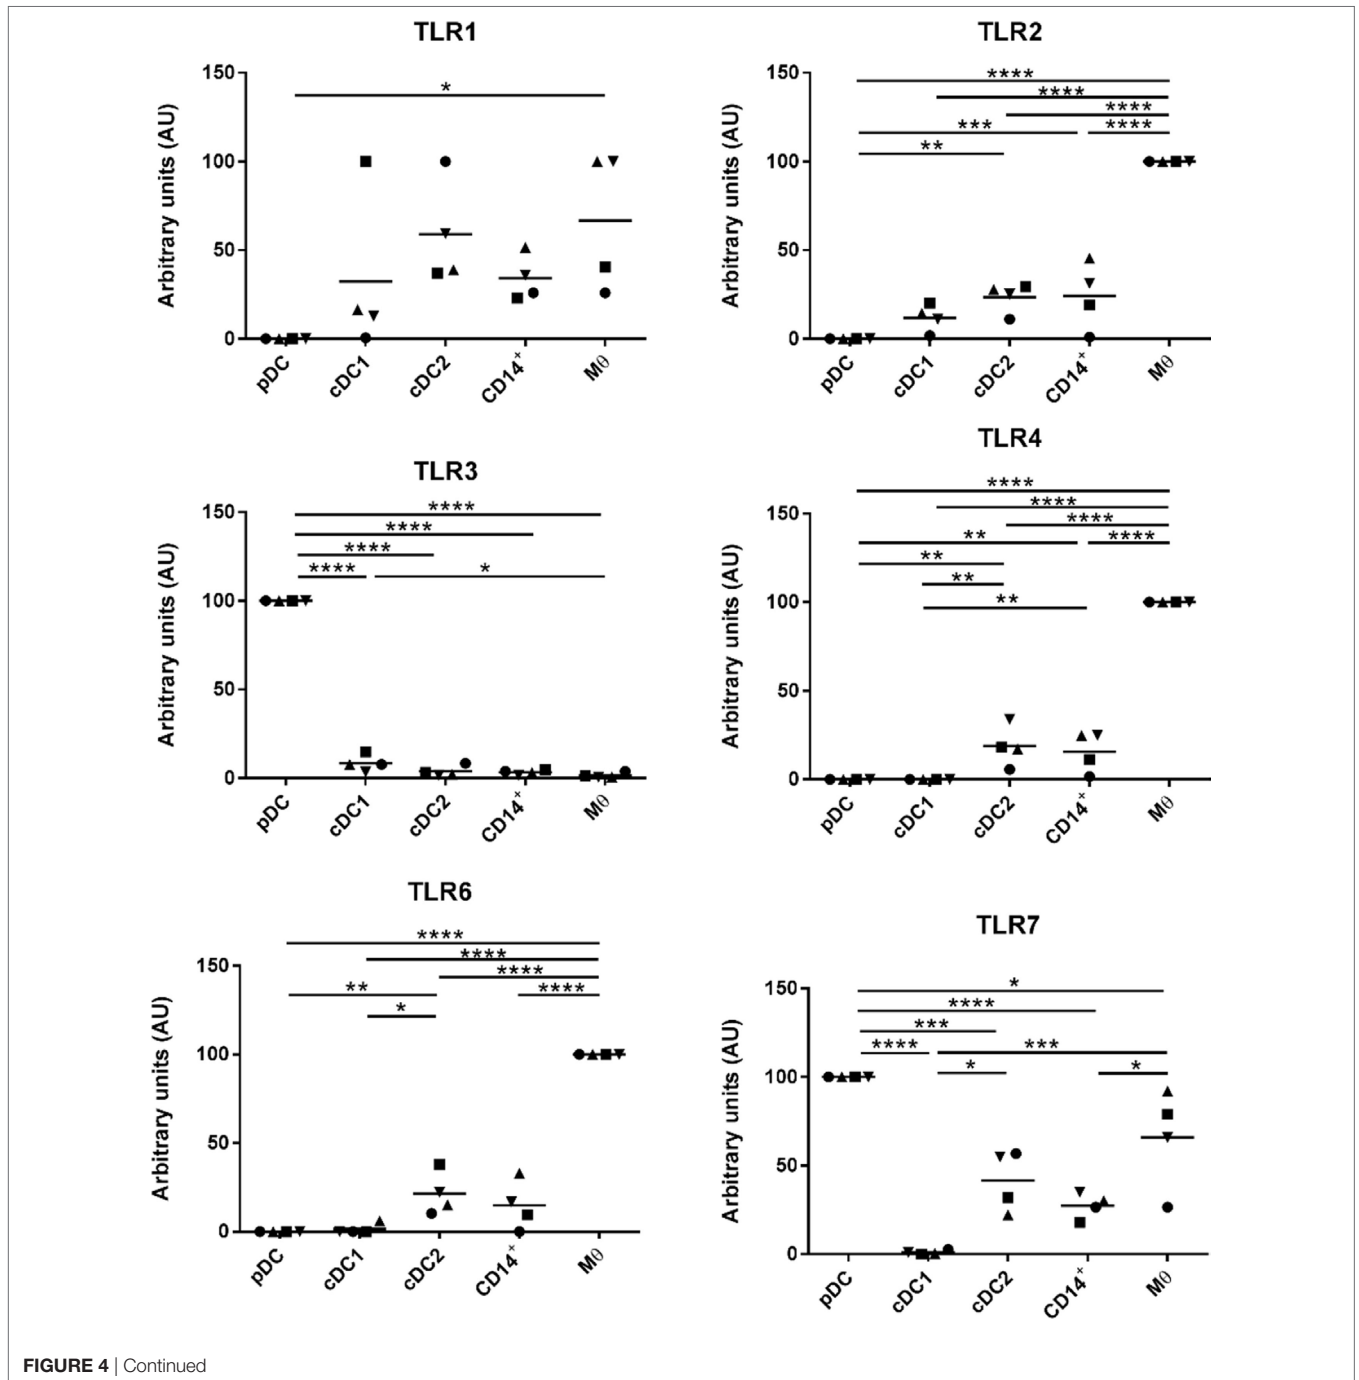 TLR1
Arbitrary units (AU)
150
100
50
0
*
pDC
cDC1
cDC2
CD14+
Mθ
TLR2
Arbitrary units (AU)
150
100
50
0
****
****
****
*** ****
**
pDC
cDC1
cDC2
CD14+
Mθ
TLR3
Arbitrary units (AU)
150
100
50
0
****
****
****
**** *
pDC
cDC1
cDC2
CD14+
Mθ
TLR4
Arbitrary units (AU)
150
100
50
0
****
****
****
** ****
**
**
**
pDC
cDC1
cDC2
CD14+
Mθ
TLR6
Arbitrary units (AU)
150
100
50
0
****
****
****
** ****
*
pDC
cDC1
cDC2
CD14+
Mθ
TLR7
Arbitrary units (AU)
150
100
50
0
*
****
***
**** ***
* *
pDC
cDC1
cDC2
CD14+
Mθ
FIGURE 4 | Continued